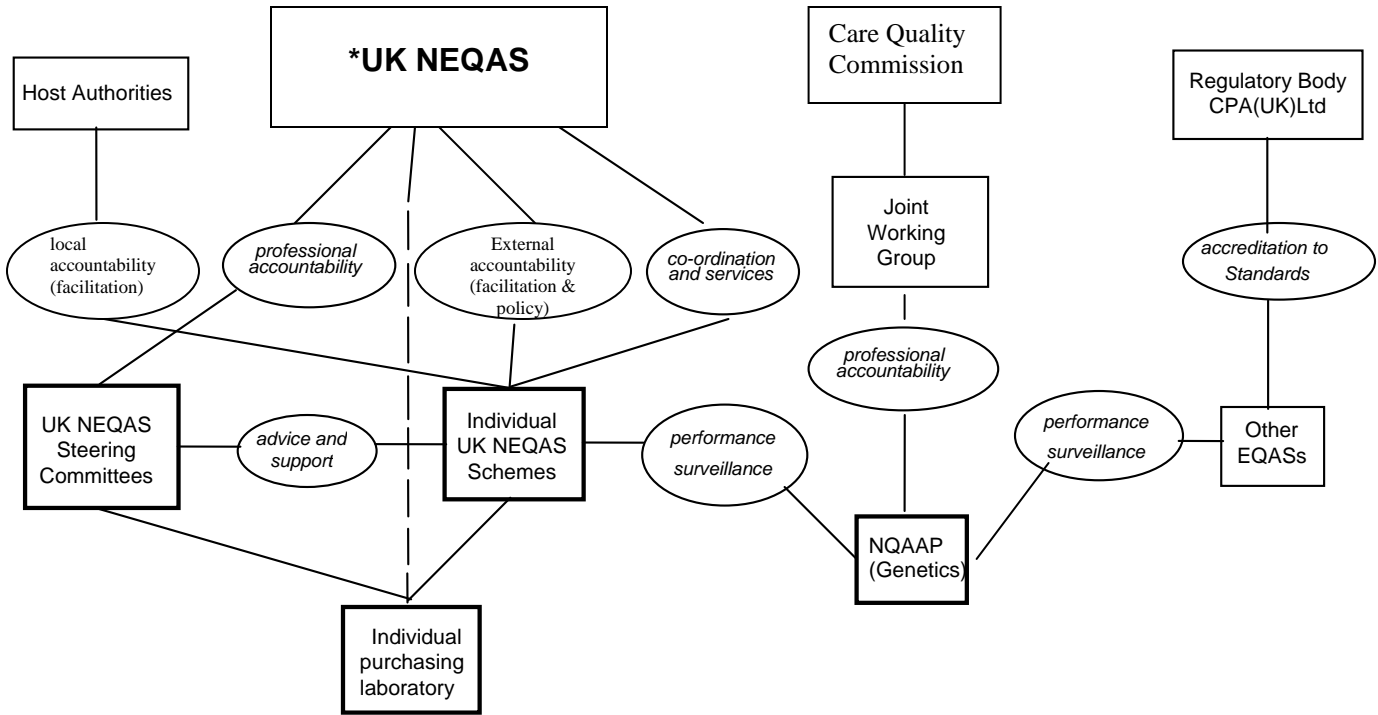 *UK NEQAS
Care Quality
Commission
Host Authorities
Regulatory Body
CPA(UK)Ltd
Joint
Working
Group
local
accountability
(facilitation)
professional
accountability
External
accountability
(facilitation &
policy)
co-ordination
and services
accreditation to
Standards
professional
accountability
UK NEQAS
Steering
Committees
advice and
support
Individual
UK NEQAS
Schemes
performance
surveillance
performance
surveillance
Other
EQASs
NQAAP
(Genetics)
Individual
purchasing
laboratory